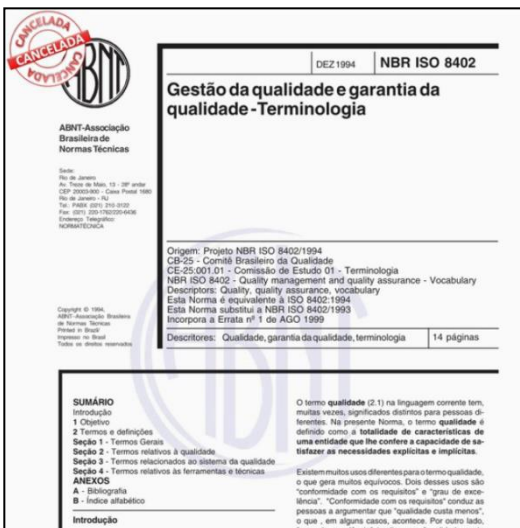 CANCELADA
CANCELADA
CANCELADA
ABNT
DEZ 1994
NBR ISO 8402
Gestão da qualidade e garantia da
qualidade - Terminologia
ABNT-Associação
Brasileira de
Normas Técnicas
Sede:
Rio de Janeiro
Av. Treze de Maio, 13 - 28º andar
CEP 20003-900 - Caixa Postal 1680
Rio de Janeiro - RJ
Tel.: PABX (021) 210-3122
Fax: (021) 220-1762/220-6436
Endereço Telegráfico:
NORMATÉCNICA
Copyright © 1994,
ABNT-Associação Brasileira
de Normas Técnicas
Printed in Brazil/
Impresso no Brasil
Todos os direitos reservados
Origem: Projeto NBR ISO 8402/1994
CB-25 - Comitê Brasileiro da Qualidade
CE-25:001.01 - Comissão de Estudo 01 - Terminologia
NBR ISO 8402 - Quality management and quality assurance - Vocabulary
Descriptors: Quality, quality assurance, vocabulary
Esta Norma é equivalente à ISO 8402:1994
Esta Norma substitui a NBR ISO 8402/1993
Incorpora a Errata nº 1 de AGO 1999
Descritores: Qualidade, garantia da qualidade, terminologia
14 páginas
SUMÁRIO
Introdução
1 Objetivo
2 Termos e definições
Seção 1 - Termos Gerais
Seção 2 - Termos relativos à qualidade
Seção 3 - Termos relacionados ao sistema da qualidade
Seção 4 - Termos relativos às ferramentas e técnicas
ANEXOS
A - Bibliografia
B - Índice alfabético
Introdução
O termo qualidade (2.1) na linguagem corrente tem,
muitas vezes, significados distintos para pessoas di-
ferentes. Na presente Norma, o termo qualidade é
definido como a totalidade de características de
uma entidade que lhe confere a capacidade de sa-
tisfazer as necessidades explícitas e implícitas.
Existem muitos usos diferentes para o termo qualidade,
o que gera muitos equívocos. Dois desses usos são
"conformidade com os requisitos" e "grau de exce-
lência". "Conformidade com os requisitos" conduz as
pessoas a argumentar que "qualidade custa menos",
o que , em alguns casos, acontece. Por outro lado,